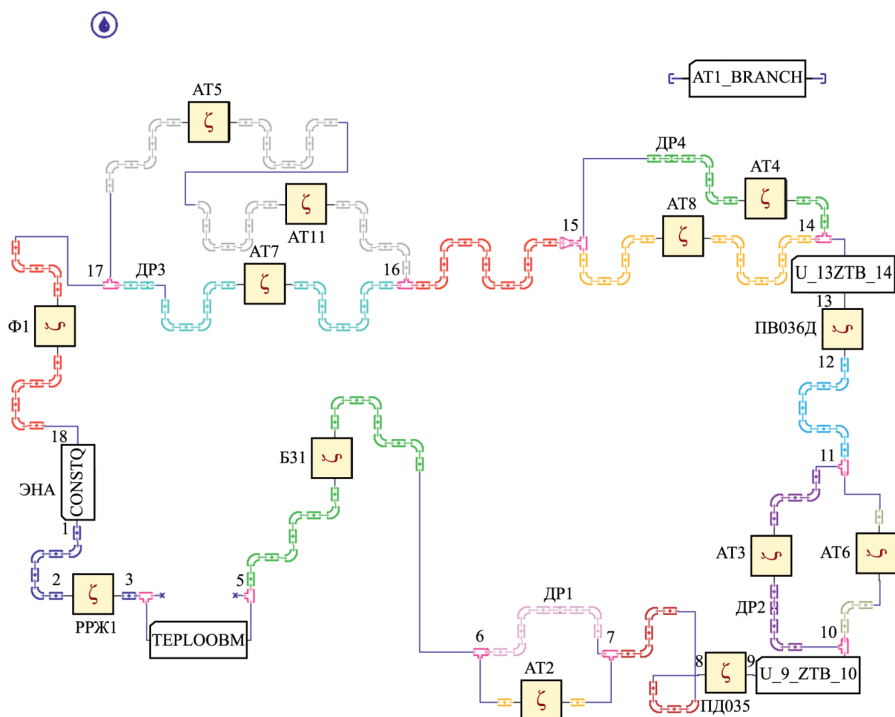 AT5
AT1_BRANCH
ζ
ДР4
AT4
ζ
AT8
15
ζ
14
AT11
ζ
AT7
16
17
ДР3
ζ
U_13ZTB_14
13
Ф1
ζ
ПВ036Д
ζ
12
18
Б31
ζ
11
ЭНА
CONSTQ
1
AT3
ζ
AT6
ζ
2
ζ
3
5
ДР1
ДР2
РРЖ1
TEPLOOBM
6
7
10
AT2
ζ
8
ζ
9
U_9_ZTB_10
ПД035